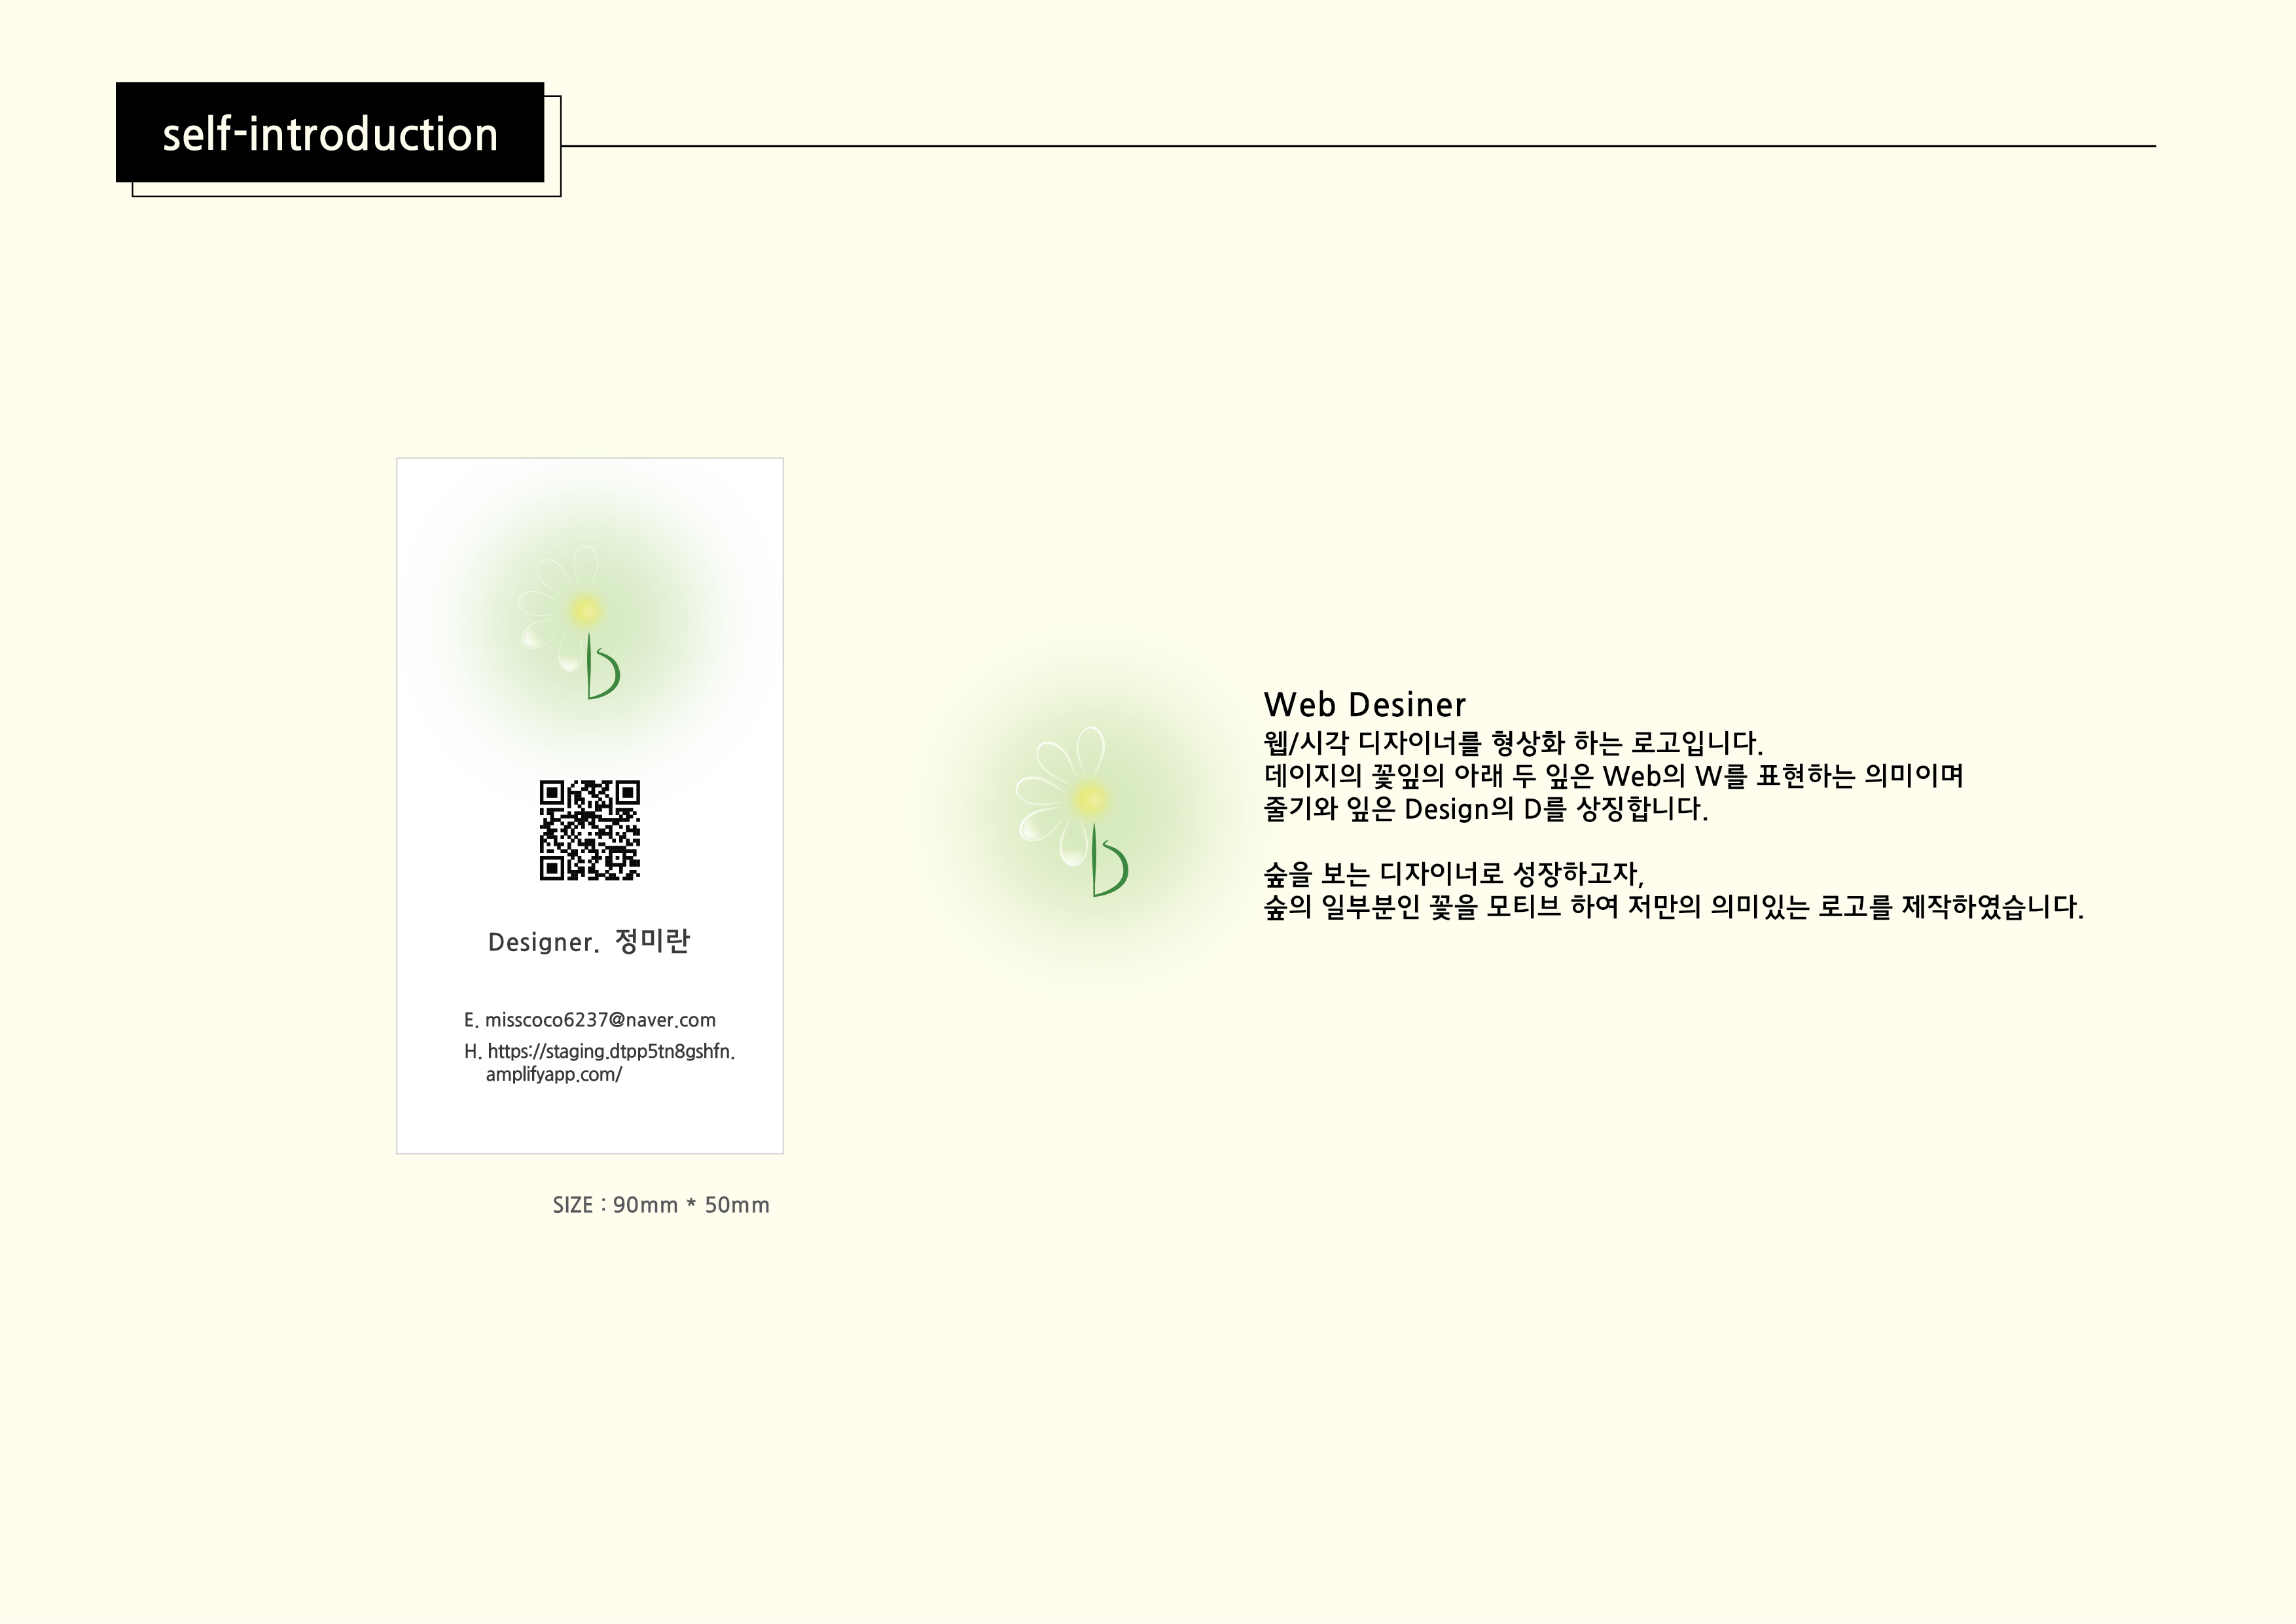 self-introduction
Designer. 정미란
E. misscoco6237@naver.com
H. https://staging.dtpp5tn8gshfn.
amplifyapp.com/
SIZE : 90mm * 50mm
Web Desiner
웹/시각 디자이너를 형상화 하는 로고입니다.
데이지의 꽃잎의 아래 두 잎은 Web의 W를 표현하는 의미이며
줄기와 잎은 Design의 D를 상징합니다.
숲을 보는 디자이너로 성장하고자,
숲의 일부분인 꽃을 모티브 하여 저만의 의미있는 로고를 제작하였습니다.